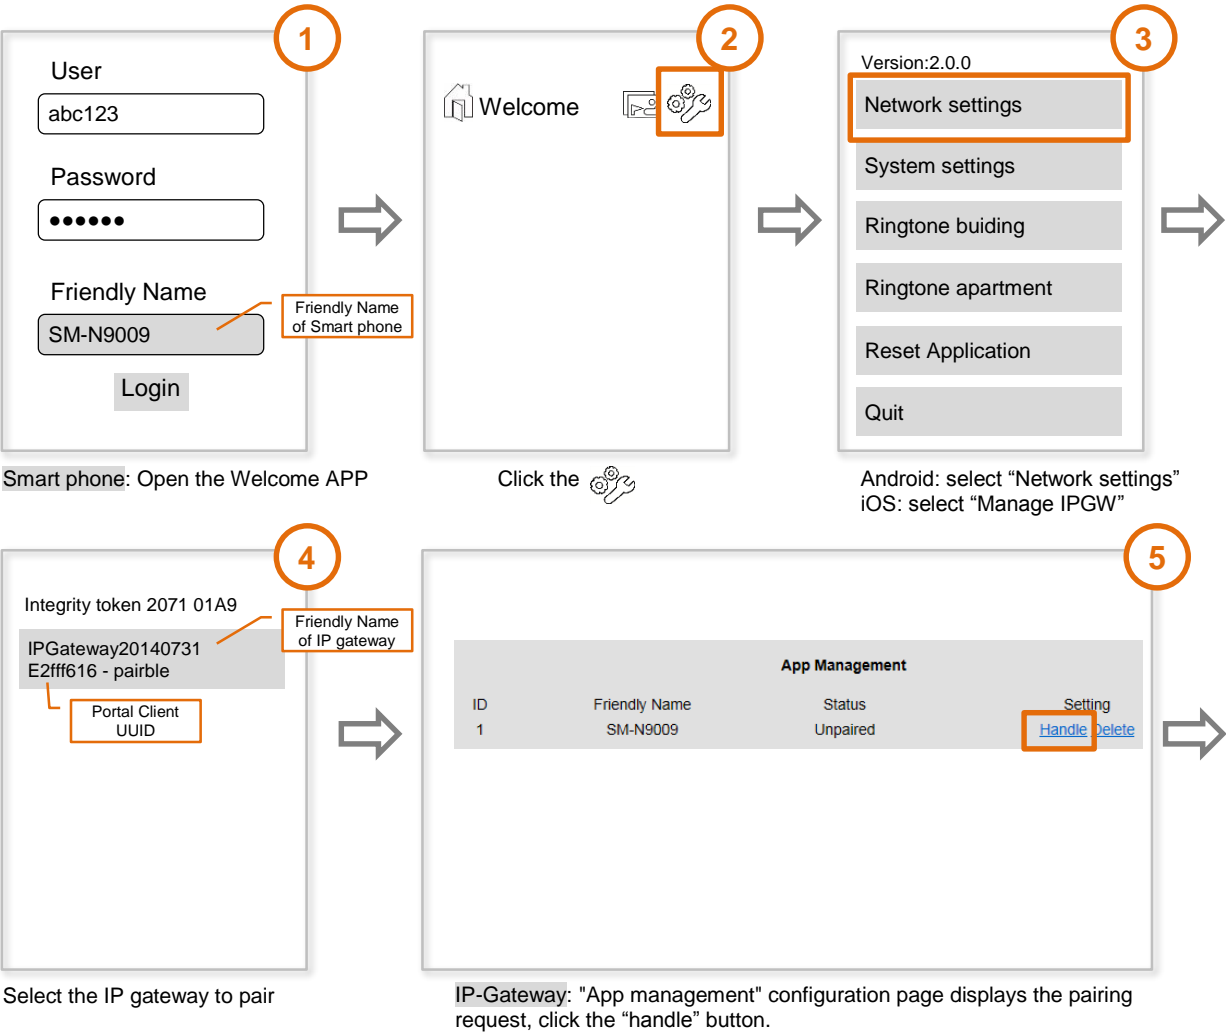 1
User
abc123
Password
●●●●●●
Friendly Name
SM-N9009
Friendly Name
of Smart phone
Login
Smart phone: Open the Welcome APP
2
Welcome
Click the
3
Version:2.0.0
Network settings
System settings
Ringtone buiding
Ringtone apartment
Reset Application
Quit
Android: select “Network settings”
iOS: select “Manage IPGW”
4
Integrity token 2071 01A9
Friendly Name
of IP gateway
IPGateway20140731
E2fff616 - pairble
Portal Client
UUID
Select the IP gateway to pair
5
App Management
ID Friendly Name Status Setting
1 SM-N9009 Unpaired Handle Delete
IP-Gateway: "App management" configuration page displays the pairing
request, click the “handle” button.